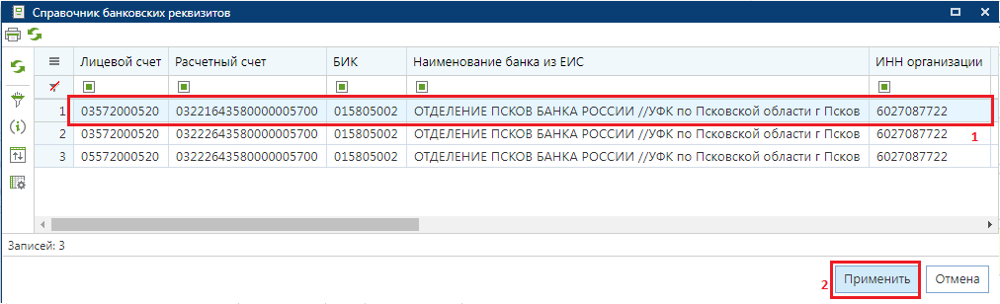 Справочник банковских реквизитов
Лицевой счет Расчетный счет БИК Наименование банка из ЕИС ИНН организации
1 03572000520 03221643580000005700 015805002 ОТДЕЛЕНИЕ ПСКОВ БАНКА РОССИИ //УФК по Псковской области г Псков 6027087722
2 03572000520 03222643580000005700 015805002 ОТДЕЛЕНИЕ ПСКОВ БАНКА РОССИИ //УФК по Псковской области г Псков 6027087722
1
3 05572000520 03222643580000005700 015805002 ОТДЕЛЕНИЕ ПСКОВ БАНКА РОССИИ //УФК по Псковской области г Псков 6027087722
Записей: 3
2 Применить Отмена